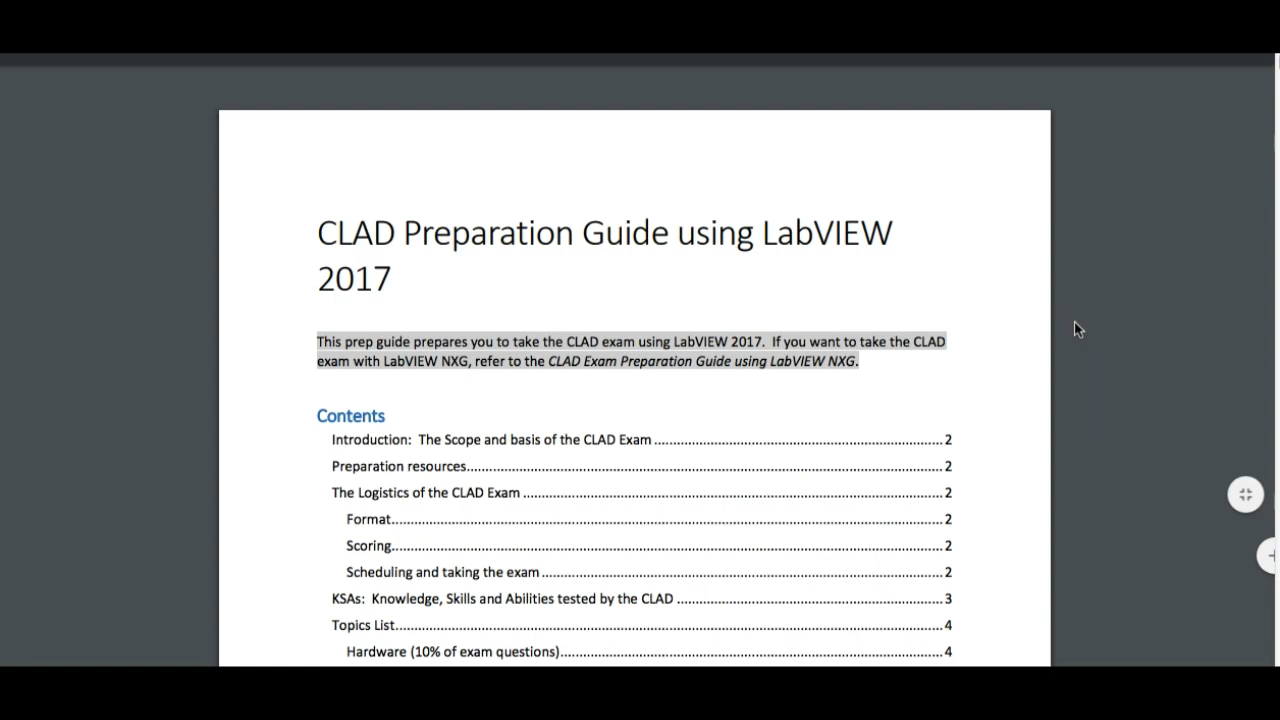 CLAD Preparation Guide using LabVIEW
2017
This prep guide prepares you to take the CLAD exam using LabVIEW 2017.  If you want to take the CLAD
exam with LabVIEW NXG, refer to the CLAD Exam Preparation Guide using LabVIEW NXG.
Contents
Introduction:  The Scope and basis of the CLAD Exam ........ 2
Preparation resources........ 2
The Logistics of the CLAD Exam ........ 2
Format........ 2
Scoring........ 2
Scheduling and taking the exam ........ 2
KSAs:  Knowledge, Skills and Abilities tested by the CLAD ........ 3
Topics List........ 4
Hardware (10% of exam questions)........ 4